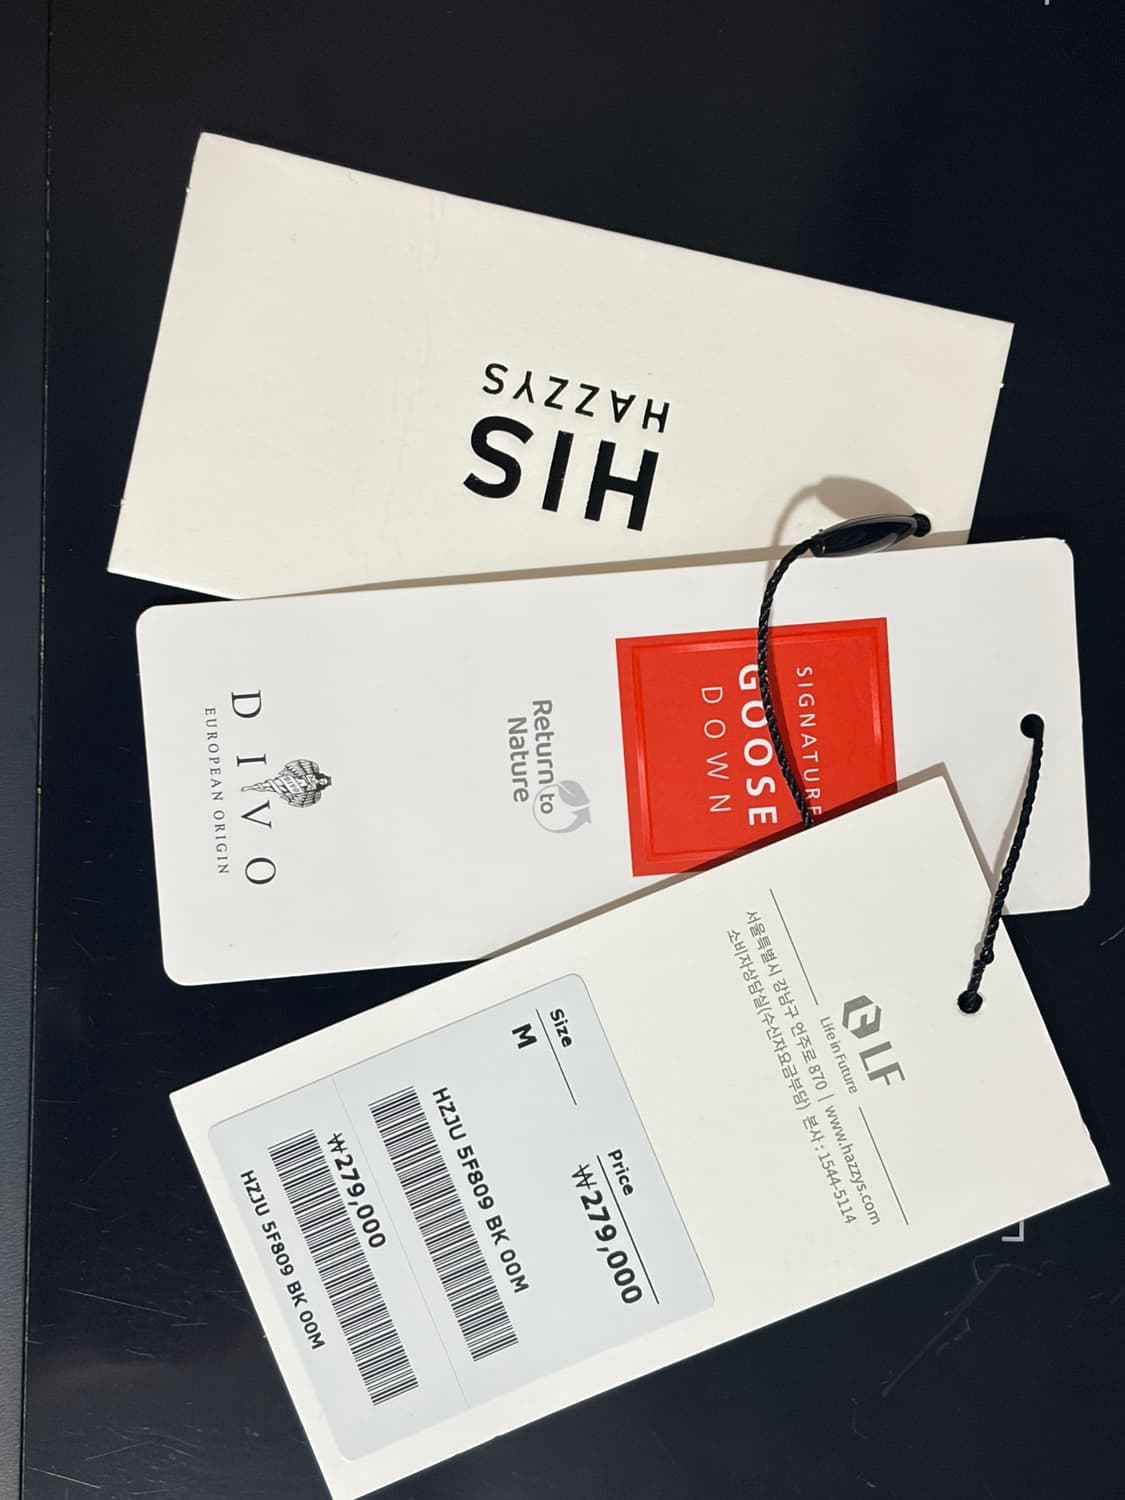 HIS
HAZZYS
SIGNATURE
GOOSE
DOWN
Return to
Nature
DIVO
EUROPEAN ORIGIN
LF
Life in Future
서울특별시 강남구 언주로 870 | www.hazzys.com
소비자상담실(수신자요금부담) 본사 : 1544-5114
Size
Price
M
₩279,000
HZJU 5F809 BK 00M
₩279,000
HZJU 5F809 BK 00M